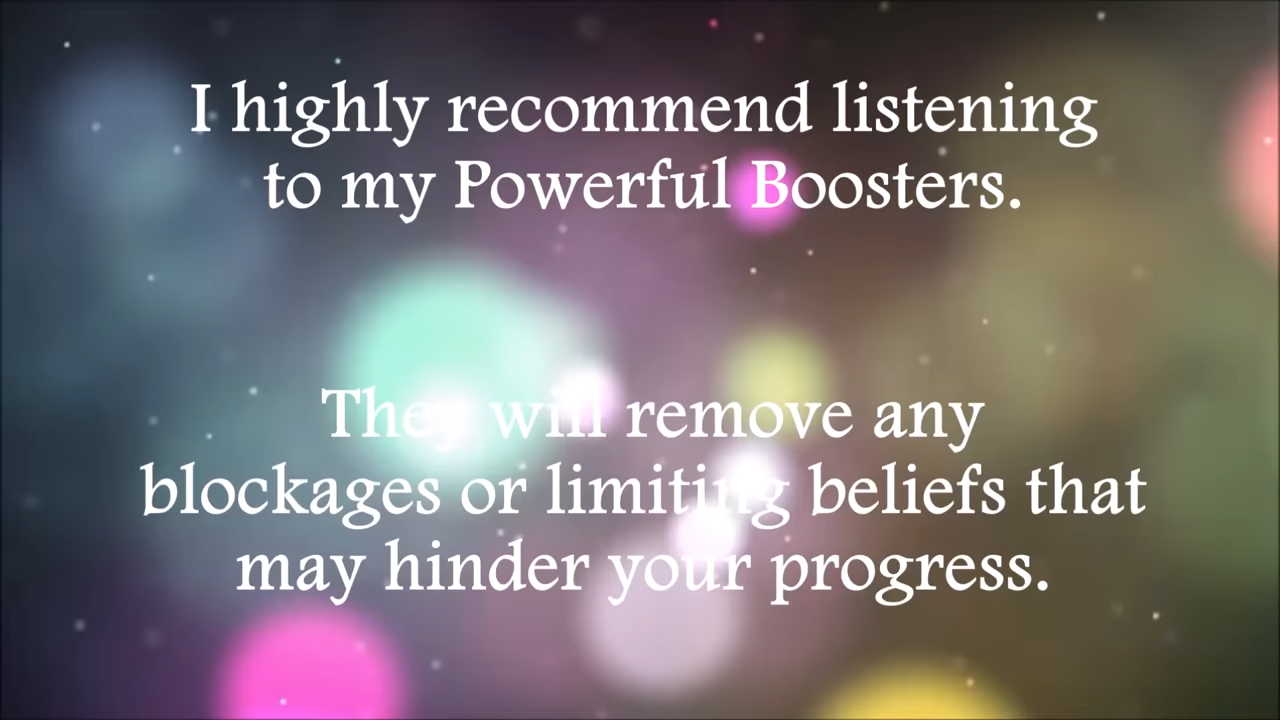 I highly recommend listening
to my Powerful Boosters.
They will remove any
blockages or limiting beliefs that
may hinder your progress.